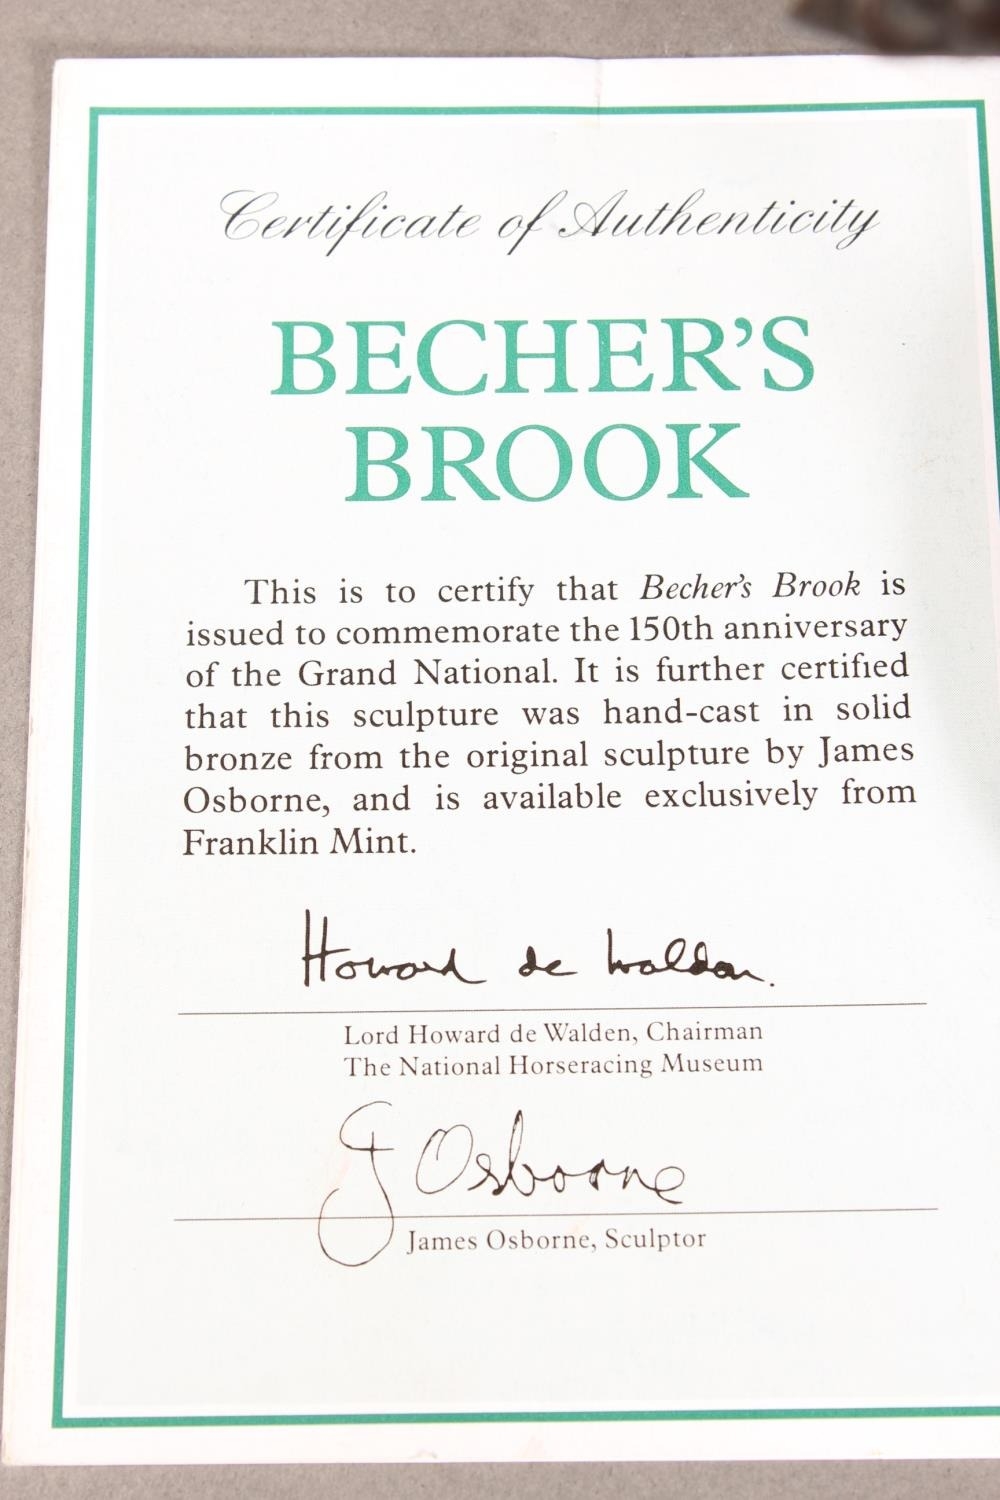 Certificate of Authenticity
BECHER'S
BROOK
This is to certify that Becher's Brook is
issued to commemorate the 150th anniversary
of the Grand National. It is further certified
that this sculpture was hand-cast in solid
bronze from the original sculpture by James
Osborne, and is available exclusively from
Franklin Mint.
Howard de Walden.
Lord Howard de Walden, Chairman
The National Horseracing Museum
J Osborne
James Osborne, Sculptor